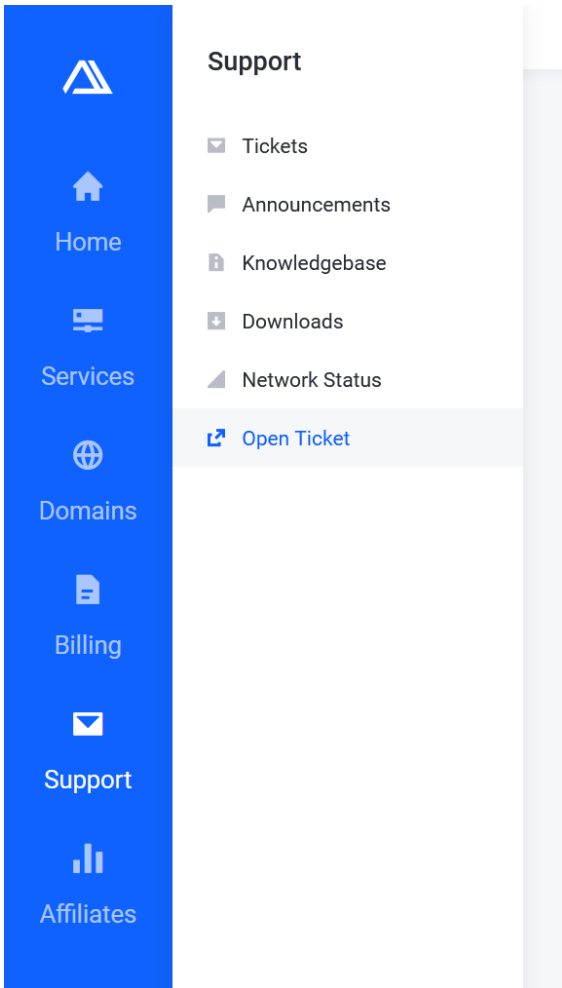 Home
Services
Domains
Billing
Support
Affiliates
Support
Tickets
Announcements
Knowledgebase
Downloads
Network Status
Open Ticket